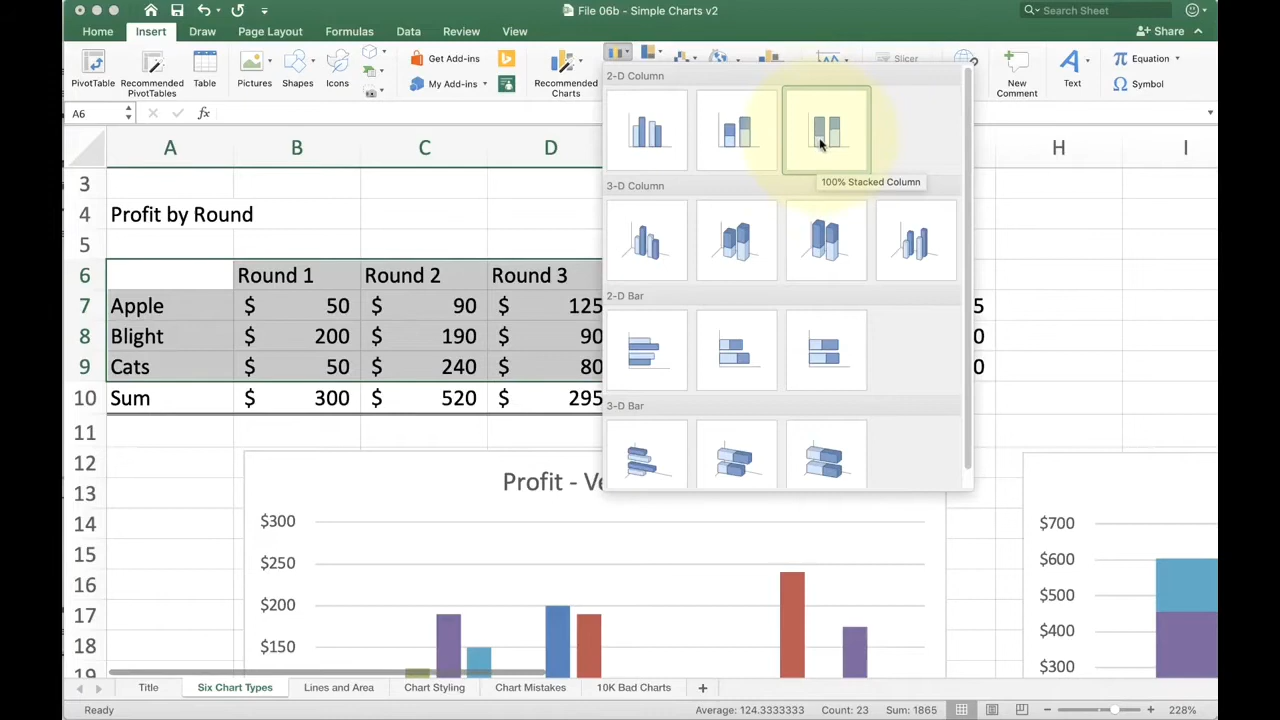 File 06b - Simple Charts v2
Search Sheet
Home Insert Draw Page Layout Formulas Data Review View
Share
PivotTable
Recommended PivotTables
Table
Pictures
Shapes
Icons
Get Add-ins
My Add-ins
Recommended Charts
Slicer
New Comment
Text
Equation
Symbol
A6
fx
2-D Column
100% Stacked Column
3-D Column
2-D Bar
3-D Bar
A B C D H I
3
4 Profit by Round
5
6 Round 1 Round 2 Round 3
7 Apple $ 50 $ 90 $ 125 5
8 Blight $ 200 $ 190 $ 90 0
9 Cats $ 50 $ 240 $ 80 0
10 Sum $ 300 $ 520 $ 295
11
12
13
14
15
16
17
18
19
Profit - Ve
$300
$250
$200
$150
$700
$600
$500
$400
$300
Title Six Chart Types Lines and Area Chart Styling Chart Mistakes 10K Bad Charts +
Ready Average: 124.3333333 Count: 23 Sum: 1865 228%